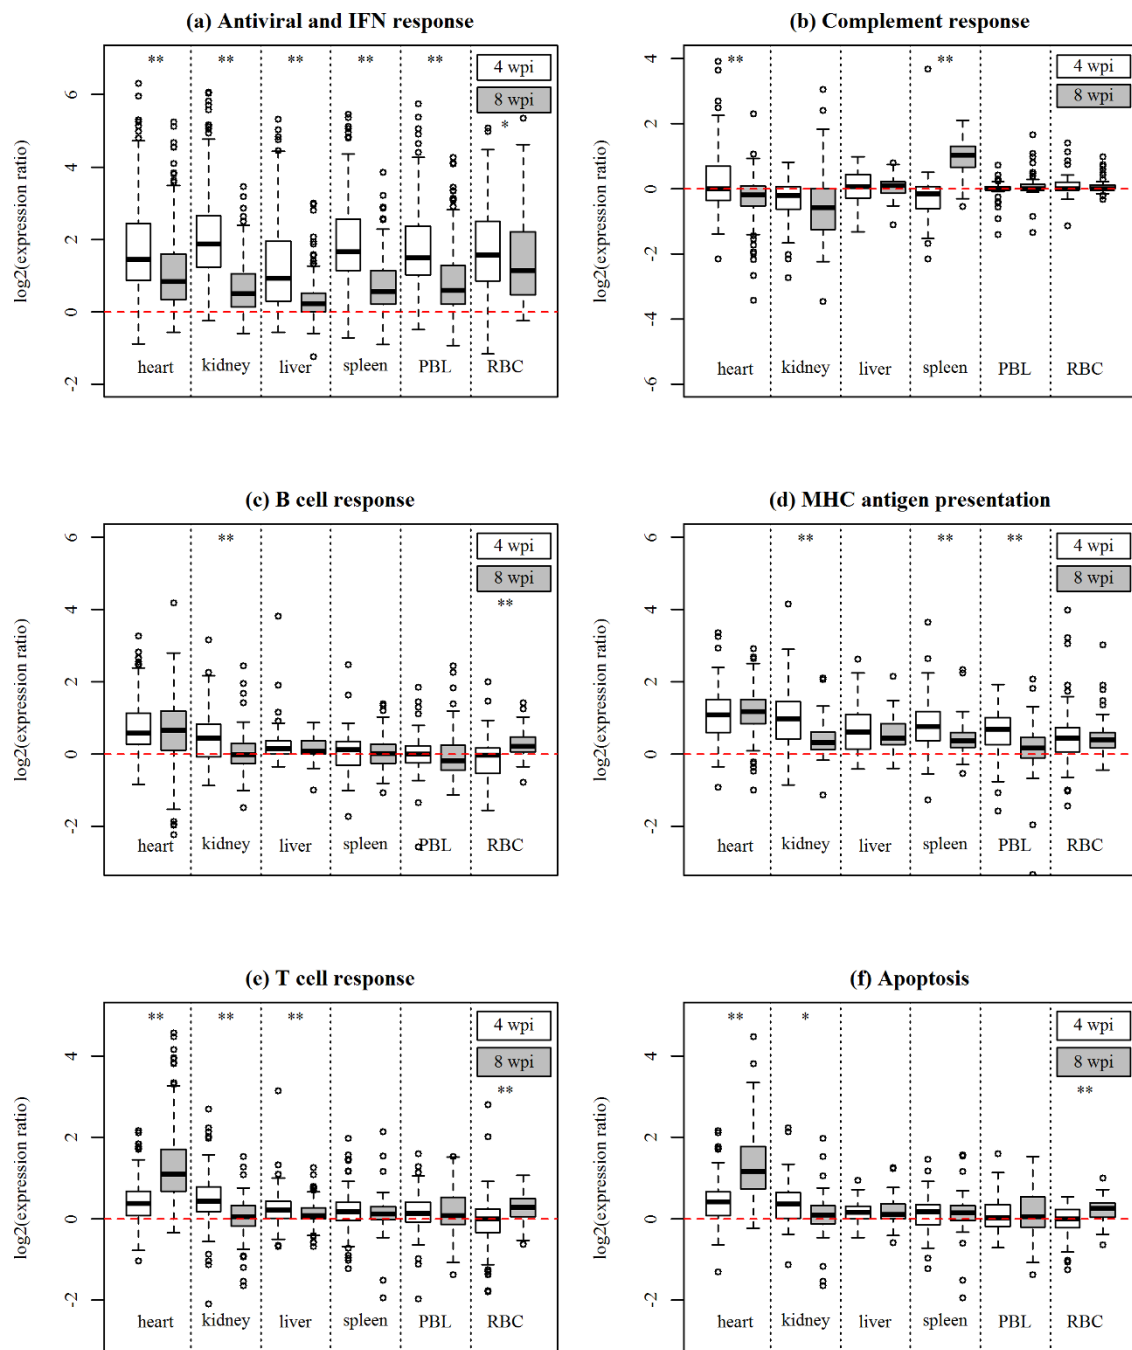 (a) Antiviral and IFN response
log2(expression ratio)
6
4
2
0
-2
** ** ** ** ** *
4 wpi
8 wpi
heart kidney liver spleen PBL RBC
(b) Complement response
log2(expression ratio)
4
2
0
-2
-4
-6
** **
4 wpi
8 wpi
heart kidney liver spleen PBL RBC
(c) B cell response
log2(expression ratio)
6
4
2
0
-2
** **
4 wpi
8 wpi
heart kidney liver spleen PBL RBC
(d) MHC antigen presentation
log2(expression ratio)
6
4
2
0
-2
** ** **
4 wpi
8 wpi
heart kidney liver spleen PBL RBC
(e) T cell response
log2(expression ratio)
4
2
0
-2
** ** ** **
4 wpi
8 wpi
heart kidney liver spleen PBL RBC
(f) Apoptosis
log2(expression ratio)
4
2
0
-2
** * **
4 wpi
8 wpi
heart kidney liver spleen PBL RBC